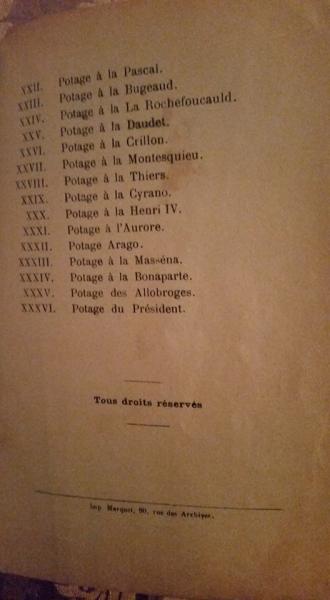 XXII. Potage à la Pascal.
XXIII. Potage à la Bugeaud.
XXIV. Potage à la La Rochefoucauld.
XXV. Potage à la Daudet.
XXVI. Potage à la Crillon.
XXVII. Potage à la Montesquieu.
XXVIII. Potage à la Thiers.
XXIX. Potage à la Cyrano.
XXX. Potage à la Henri IV.
XXXI. Potage à l'Aurore.
XXXII. Potage Arago.
XXXIII. Potage à la Masséna.
XXXIV. Potage à la Bonaparte.
XXXV. Potage des Allobroges.
XXXVI. Potage du Président.
Tous droits réservés
Imp. Marquet, 90, rue des Archives.